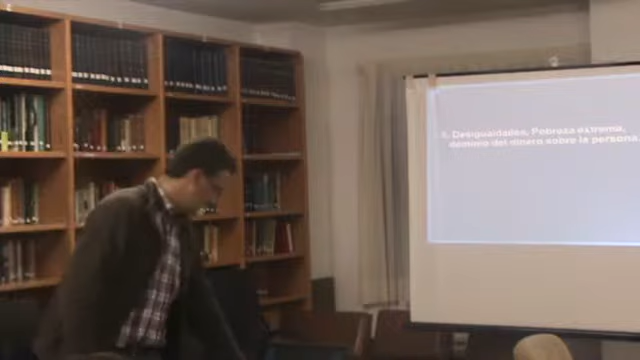 Desigualdades, Pobreza extrema,
dominio del dinero sobre la persona.